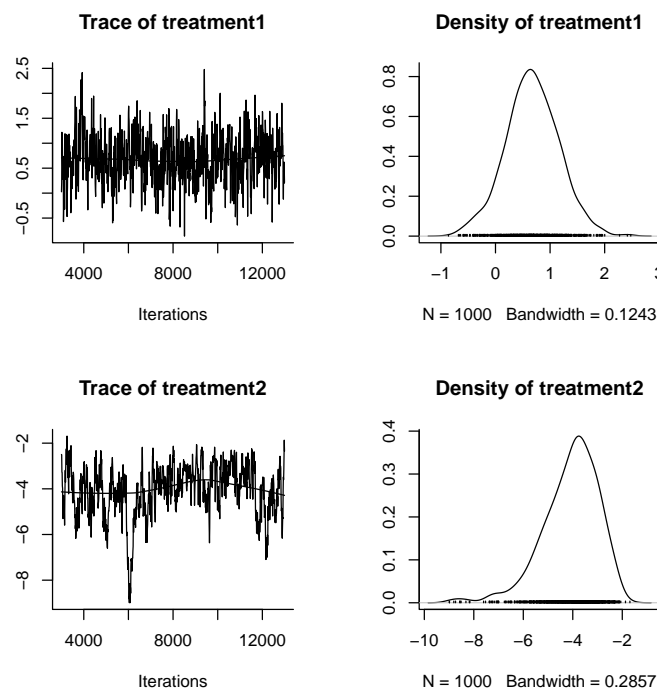 Trace of treatment1
2.5
1.5
0.5
−0.5
4000 8000 12000
Iterations
Density of treatment1
0.8
0.6
0.4
0.2
0.0
−1 0 1 2 3
N = 1000 Bandwidth = 0.1243
Trace of treatment2
−2
−4
−6
−8
4000 8000 12000
Iterations
Density of treatment2
0.4
0.3
0.2
0.1
0.0
−10 −8 −6 −4 −2
N = 1000 Bandwidth = 0.2857